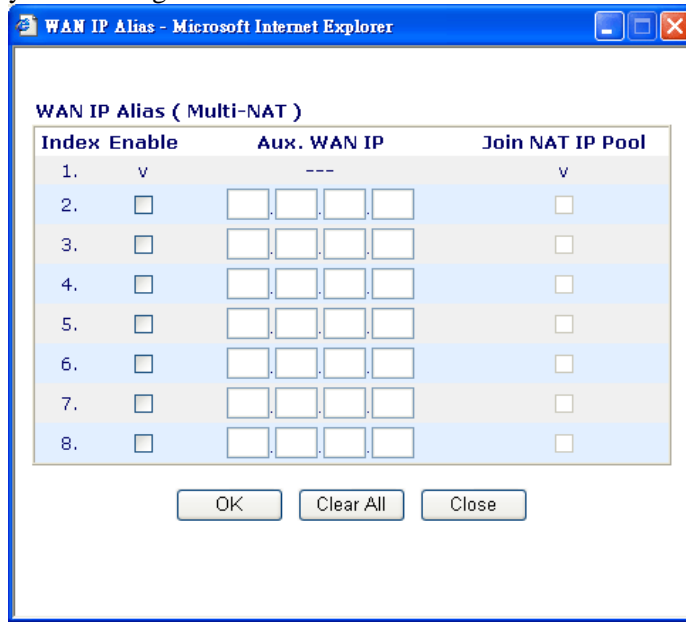 WAN IP Alias - Microsoft Internet Explorer
WAN IP Alias ( Multi-NAT )
Index Enable Aux. WAN IP Join NAT IP Pool
1. v --- v
2. . . .
3. . . .
4. . . .
5. . . .
6. . . .
7. . . .
8. . . .
OK Clear All Close